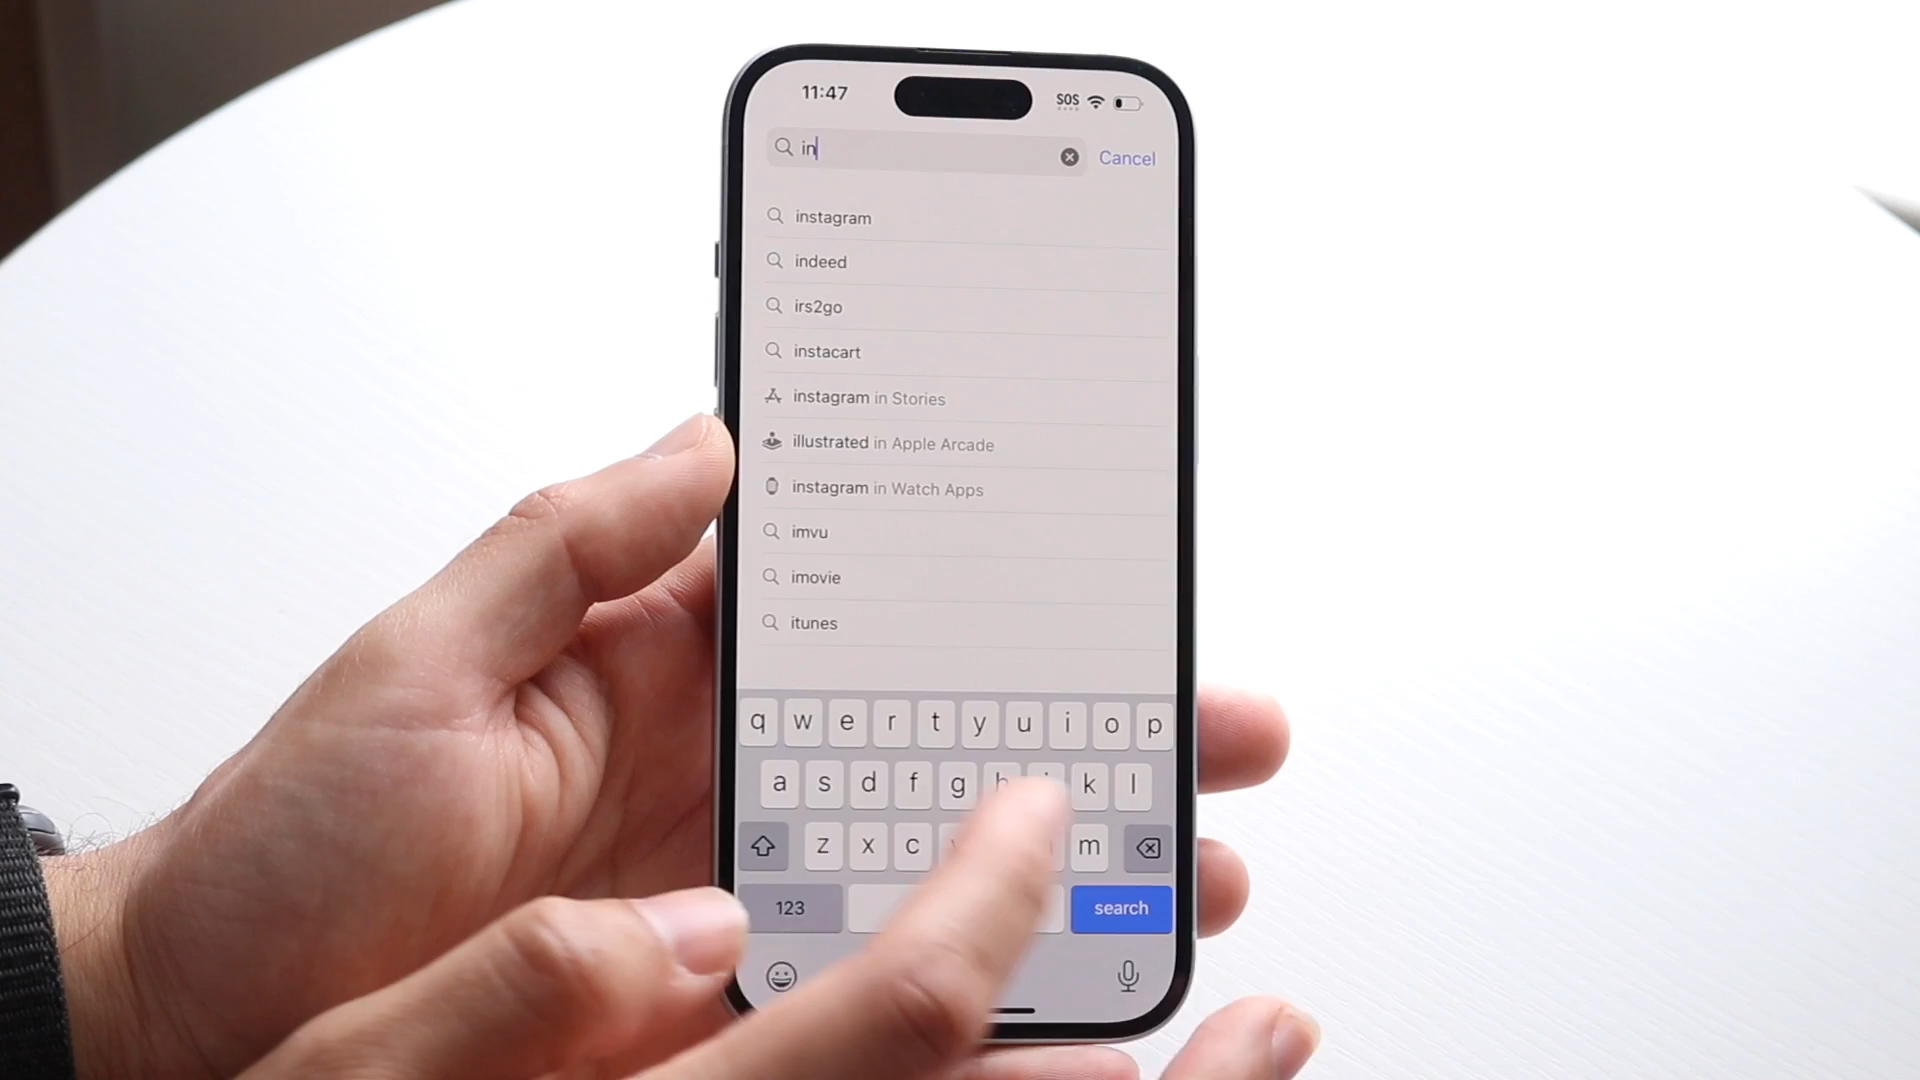 11:47 SOS
in Cancel
instagram
indeed
irs2go
instacart
instagram in Stories
illustrated in Apple Arcade
instagram in Watch Apps
imvu
imovie
itunes
q w e r t y u i o p
a s d f g h k l
z x c m
123 search